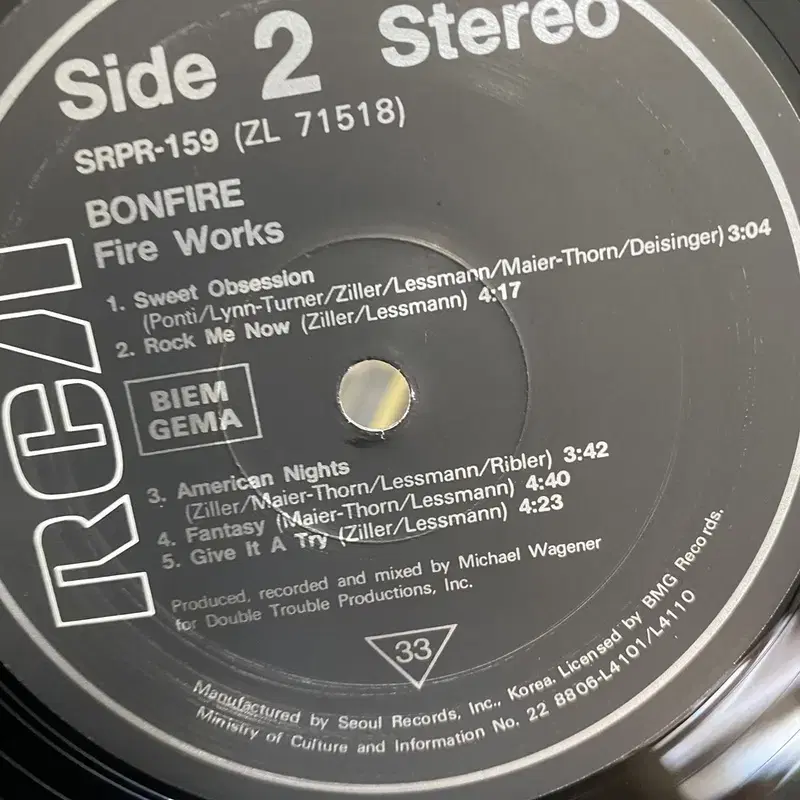 Side 2 Stereo
SRPR-159 (ZL 71518)
BONFIRE
Fire Works
1. Sweet Obsession
(Ponti/Lynn-Turner/Ziller/Lessmann/Maier-Thorn/Deisinger) 3:04
2. Rock Me Now (Ziller/Lessmann) 4:17
BIEM
GEMA
3. American Nights
(Ziller/Maier-Thorn/Lessmann/Ribler) 3:42
4. Fantasy (Maier-Thorn/Lessmann) 4:40
5. Give It A Try (Ziller/Lessmann) 4:23
Produced, recorded and mixed by Michael Wagener
for Double Trouble Productions, Inc.
33
Manufactured by Seoul Records, Inc., Korea. Licensed by BMG Records.
Ministry of Culture and Information No. 22 8806-L4101/L4110
RCA